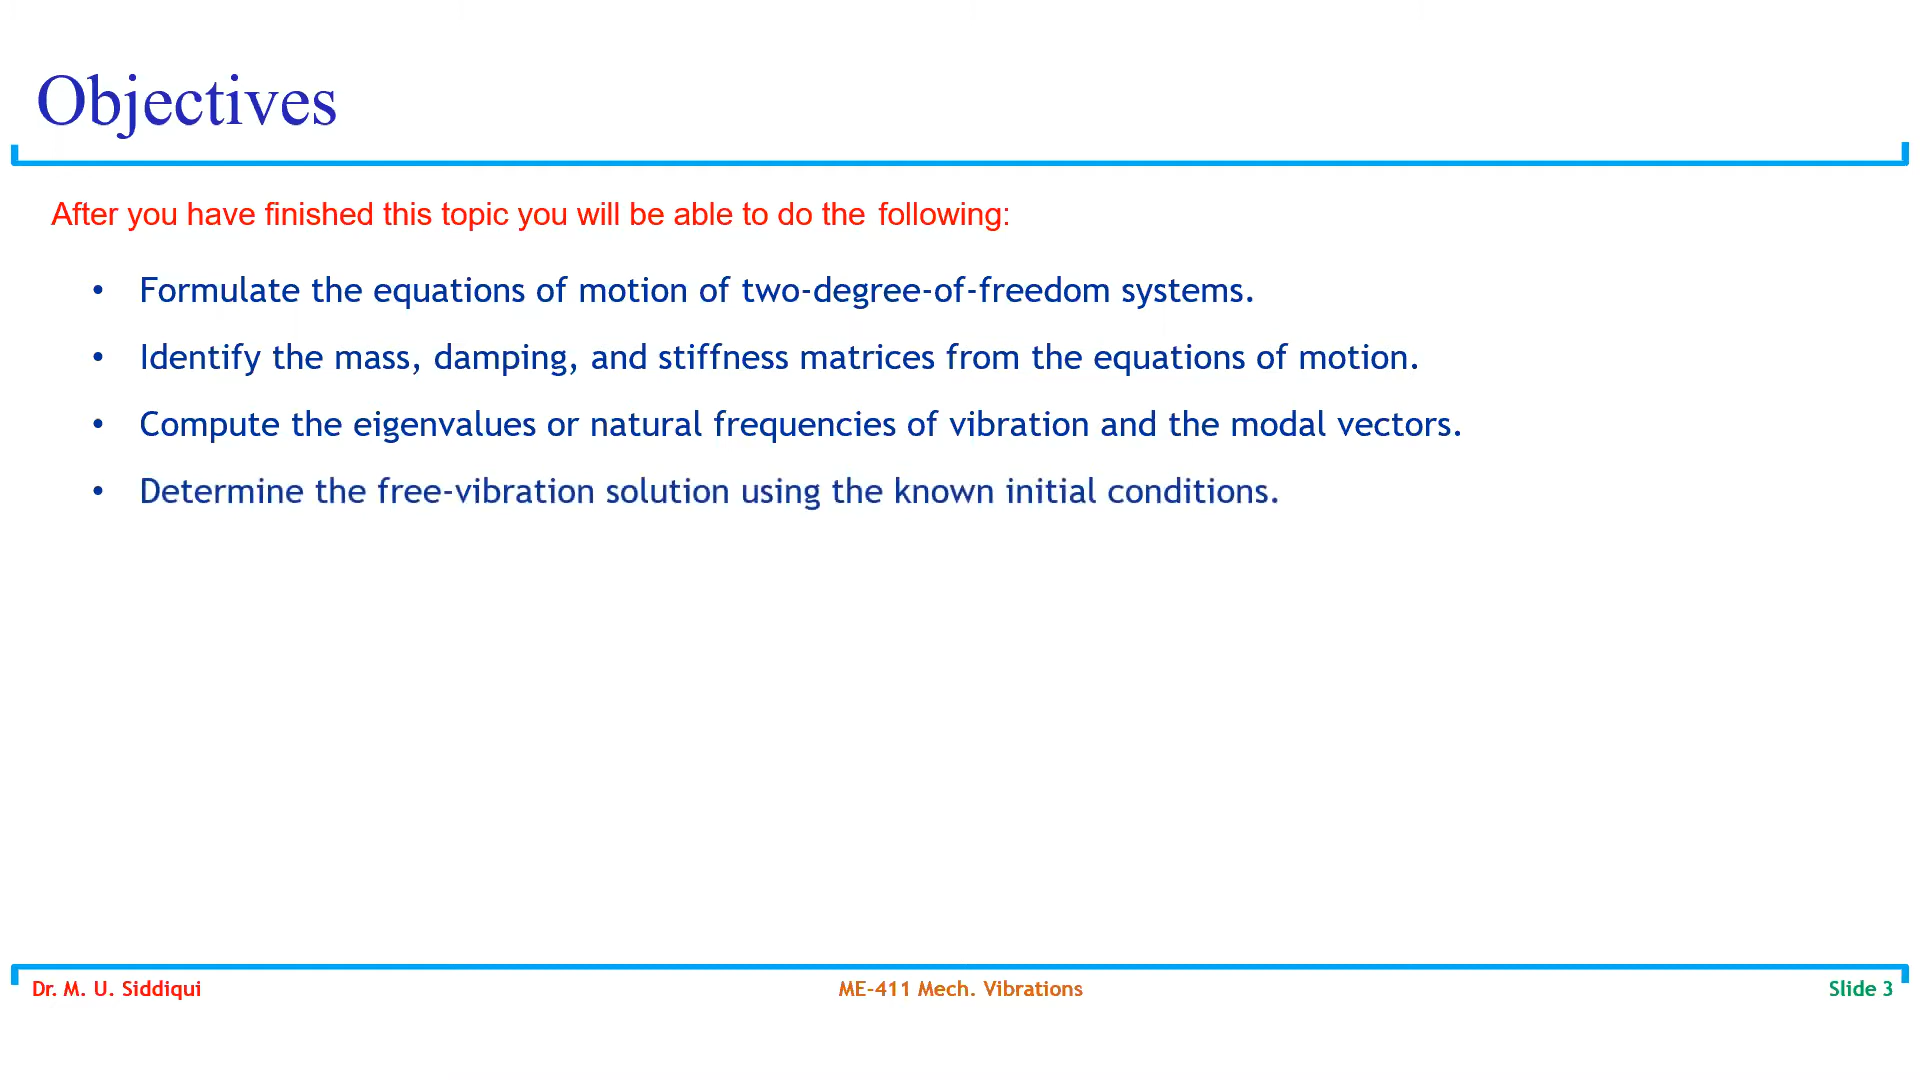 Objectives
After you have finished this topic you will be able to do the following:
• Formulate the equations of motion of two-degree-of-freedom systems.
• Identify the mass, damping, and stiffness matrices from the equations of motion.
• Compute the eigenvalues or natural frequencies of vibration and the modal vectors.
• Determine the free-vibration solution using the known initial conditions.
Dr. M. U. Siddiqui
ME-411 Mech. Vibrations
Slide 3